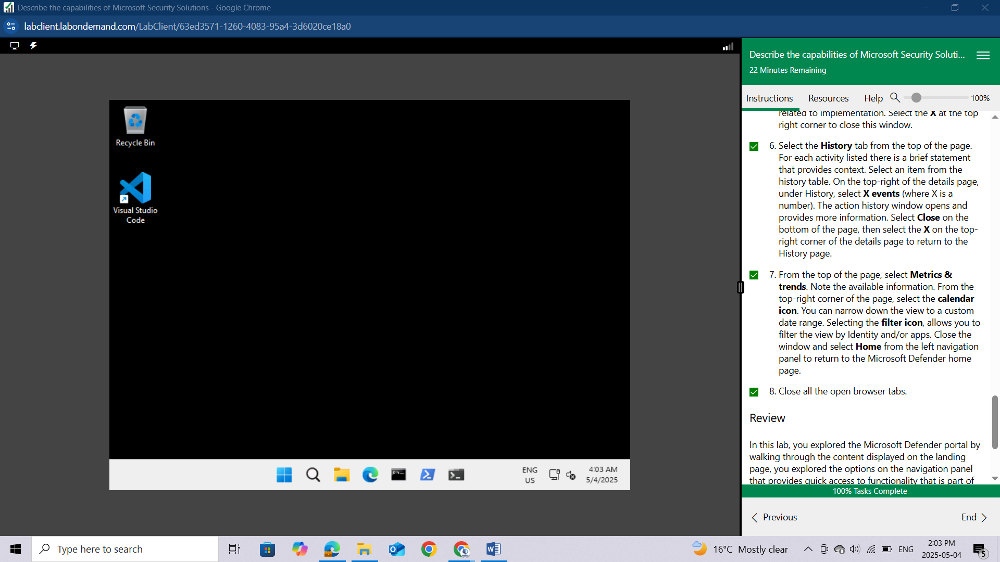 Describe the capabilities of Microsoft Security Solutions - Google Chrome
labclient.labondemand.com/LabClient/63ed3571-1260-4083-95a4-3d6020ce18a0
Describe the capabilities of Microsoft Security Soluti...
22 Minutes Remaining
Instructions Resources Help 100%
related to implementation. Select the X at the top
right corner to close this window.
6. Select the History tab from the top of the page.
For each activity listed there is a brief statement
that provides context. Select an item from the
history table. On the top-right of the details page,
under History, select X events (where X is a
number). The action history window opens and
provides more information. Select Close on the
bottom of the page, then select the X on the top-
right corner of the details page to return to the
History page.
7. From the top of the page, select Metrics &
trends. Note the available information. From the
top-right corner of the page, select the calendar
icon. You can narrow down the view to a custom
date range. Selecting the filter icon, allows you to
filter the view by Identity and/or apps. Close the
window and select Home from the left navigation
panel to return to the Microsoft Defender home
page.
8. Close all the open browser tabs.
Review
In this lab, you explored the Microsoft Defender portal by
walking through the content displayed on the landing
page, you explored the options on the navigation panel
that provides quick access to functionality that is part of
100% Tasks Complete
Previous
End
Recycle Bin
Visual Studio
Code
ENG
US
4:03 AM
5/4/2025
Type here to search
16°C Mostly clear
ENG
2:03 PM
2025-05-04
5